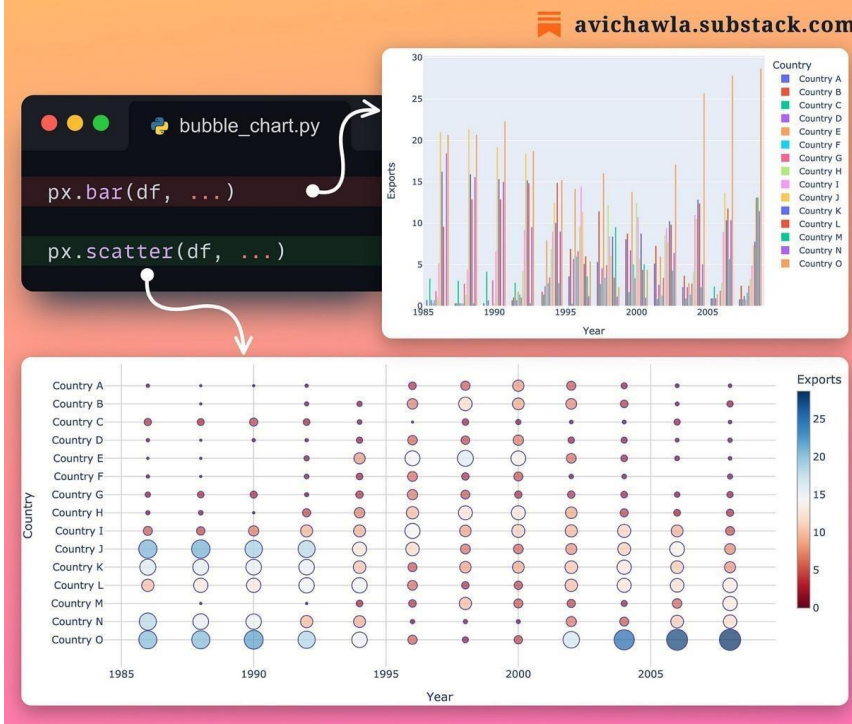 avichawla.substack.com
bubble_chart.py
px.bar(df, ...)
px.scatter(df, ...)
30
25
20
15
10
5
0
Exports
1985
1990
1995
2000
2005
Year
Country
Country A
Country B
Country C
Country D
Country E
Country F
Country G
Country H
Country I
Country J
Country K
Country L
Country M
Country N
Country O
Country
Country A
Country B
Country C
Country D
Country E
Country F
Country G
Country H
Country I
Country J
Country K
Country L
Country M
Country N
Country O
1985
1990
1995
2000
2005
Year
Exports
25
20
15
10
5
0